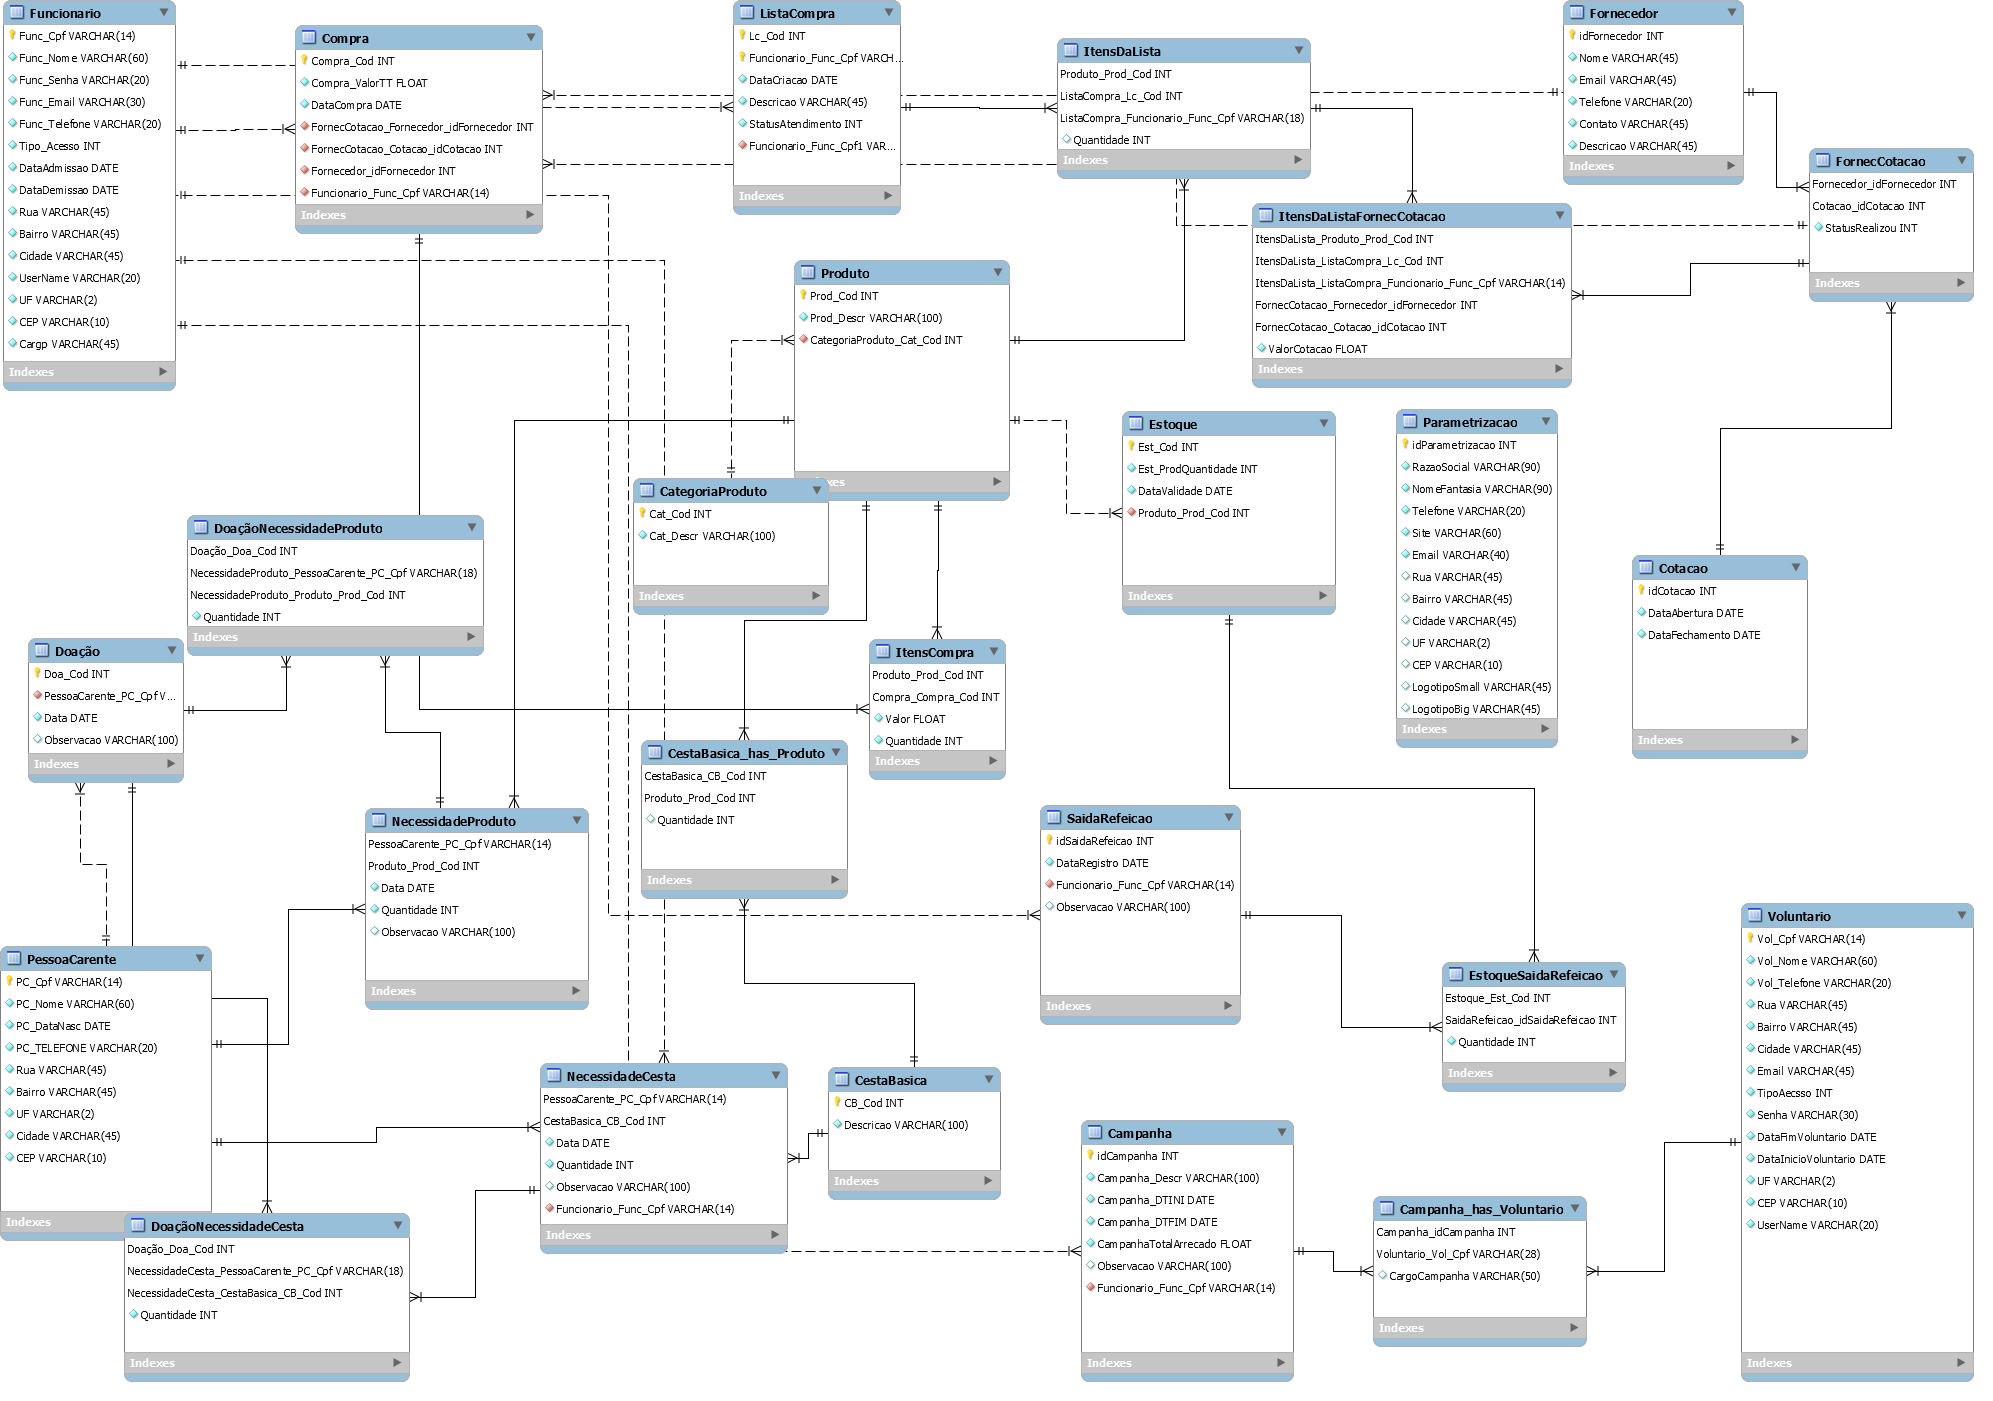 Funcionario
Func_Cpf VARCHAR(14)
Func_Nome VARCHAR(60)
Func_Senha VARCHAR(20)
Func_Email VARCHAR(30)
Func_Telefone VARCHAR(20)
Tipo_Acesso INT
DataAdmissao DATE
DataDemissao DATE
Rua VARCHAR(45)
Bairro VARCHAR(45)
Cidade VARCHAR(45)
UserName VARCHAR(20)
UF VARCHAR(2)
CEP VARCHAR(10)
Cargp VARCHAR(45)
Indexes
Compra
Compra_Cod INT
Compra_ValorTT FLOAT
DataCompra DATE
FornecCotacao_Fornecedor_idFornecedor INT
FornecCotacao_Cotacao_idCotacao INT
Fornecedor_idFornecedor INT
Funcionario_Func_Cpf VARCHAR(14)
Indexes
ListaCompra
Lc_Cod INT
Funcionario_Func_Cpf VARCH...
DataCriacao DATE
Descricao VARCHAR(45)
StatusAtendimento INT
Funcionario_Func_Cpf1 VAR...
Indexes
ItensDaLista
Produto_Prod_Cod INT
ListaCompra_Lc_Cod INT
ListaCompra_Funcionario_Func_Cpf VARCHAR(18)
Quantidade INT
Indexes
Fornecedor
idFornecedor INT
Nome VARCHAR(45)
Email VARCHAR(45)
Telefone VARCHAR(20)
Contato VARCHAR(45)
Descricao VARCHAR(45)
Indexes
FornecCotacao
Fornecedor_idFornecedor INT
Cotacao_idCotacao INT
StatusRealizou INT
Indexes
ItensDaListaFornecCotacao
ItensDaLista_Produto_Prod_Cod INT
ItensDaLista_ListaCompra_Lc_Cod INT
ItensDaLista_ListaCompra_Funcionario_Func_Cpf VARCHAR(14)
FornecCotacao_Fornecedor_idFornecedor INT
FornecCotacao_Cotacao_idCotacao INT
ValorCotacao FLOAT
Indexes
Produto
Prod_Cod INT
Prod_Descr VARCHAR(100)
CategoriaProduto_Cat_Cod INT
exes
CategoriaProduto
Cat_Cod INT
Cat_Descr VARCHAR(100)
Indexes
Estoque
Est_Cod INT
Est_ProdQuantidade INT
DataValidade DATE
Produto_Prod_Cod INT
Indexes
Parametrizacao
idParametrizacao INT
RazaoSocial VARCHAR(90)
NomeFantasia VARCHAR(90)
Telefone VARCHAR(20)
Site VARCHAR(60)
Email VARCHAR(40)
Rua VARCHAR(45)
Bairro VARCHAR(45)
Cidade VARCHAR(45)
UF VARCHAR(2)
CEP VARCHAR(10)
LogotipoSmall VARCHAR(45)
LogotipoBig VARCHAR(45)
Indexes
Cotacao
idCotacao INT
DataAbertura DATE
DataFechamento DATE
Indexes
DoaçãoNecessidadeProduto
Doação_Doa_Cod INT
NecessidadeProduto_PessoaCarente_PC_Cpf VARCHAR(18)
NecessidadeProduto_Produto_Prod_Cod INT
Quantidade INT
Indexes
Doação
Doa_Cod INT
PessoaCarente_PC_Cpf V...
Data DATE
Observacao VARCHAR(100)
Indexes
ItensCompra
Produto_Prod_Cod INT
Compra_Compra_Cod INT
Valor FLOAT
Quantidade INT
Indexes
CestaBasica_has_Produto
CestaBasica_CB_Cod INT
Produto_Prod_Cod INT
Quantidade INT
Indexes
NecessidadeProduto
PessoaCarente_PC_Cpf VARCHAR(14)
Produto_Prod_Cod INT
Data DATE
Quantidade INT
Observacao VARCHAR(100)
Indexes
SaidaRefeicao
idSaidaRefeicao INT
DataRegistro DATE
Funcionario_Func_Cpf VARCHAR(14)
Observacao VARCHAR(100)
Indexes
EstoqueSaidaRefeicao
Estoque_Est_Cod INT
SaidaRefeicao_idSaidaRefeicao INT
Quantidade INT
Indexes
Voluntario
Vol_Cpf VARCHAR(14)
Vol_Nome VARCHAR(60)
Vol_Telefone VARCHAR(20)
Rua VARCHAR(45)
Bairro VARCHAR(45)
Cidade VARCHAR(45)
Email VARCHAR(45)
TipoAecsso INT
Senha VARCHAR(30)
DataFimVoluntario DATE
DataInicioVoluntario DATE
UF VARCHAR(2)
CEP VARCHAR(10)
UserName VARCHAR(20)
Indexes
PessoaCarente
PC_Cpf VARCHAR(14)
PC_Nome VARCHAR(60)
PC_DataNasc DATE
PC_TELEFONE VARCHAR(20)
Rua VARCHAR(45)
Bairro VARCHAR(45)
UF VARCHAR(2)
Cidade VARCHAR(45)
CEP VARCHAR(10)
Indexes
NecessidadeCesta
PessoaCarente_PC_Cpf VARCHAR(14)
CestaBasica_CB_Cod INT
Data DATE
Quantidade INT
Observacao VARCHAR(100)
Funcionario_Func_Cpf VARCHAR(14)
Indexes
CestaBasica
CB_Cod INT
Descricao VARCHAR(100)
Indexes
Campanha
idCampanha INT
Campanha_Descr VARCHAR(100)
Campanha_DTINI DATE
Campanha_DTFIM DATE
CampanhaTotalArrecado FLOAT
Observacao VARCHAR(100)
Funcionario_Func_Cpf VARCHAR(14)
Indexes
Campanha_has_Voluntario
Campanha_idCampanha INT
Voluntario_Vol_Cpf VARCHAR(28)
CargoCampanha VARCHAR(50)
Indexes
DoaçãoNecessidadeCesta
Doação_Doa_Cod INT
NecessidadeCesta_PessoaCarente_PC_Cpf VARCHAR(18)
NecessidadeCesta_CestaBasica_CB_Cod INT
Quantidade INT
Indexes